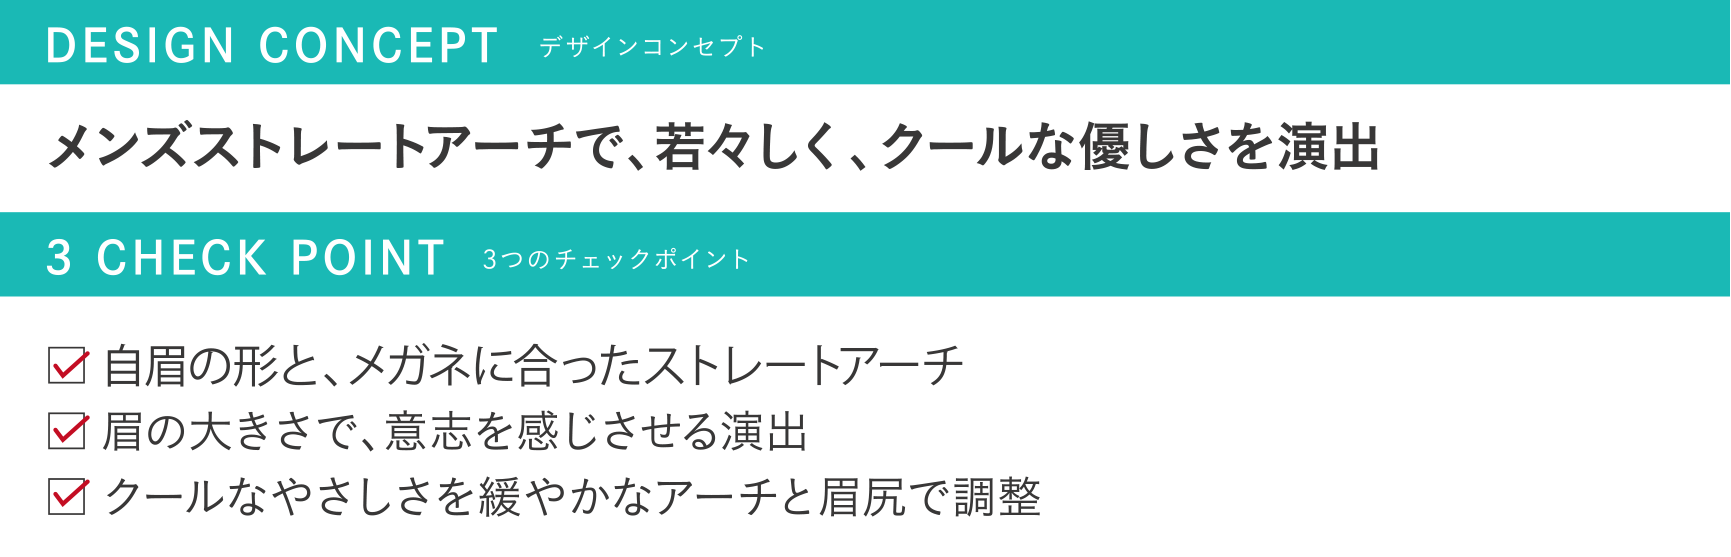 DESIGN CONCEPT デザインコンセプト
メンズストレートアーチで、若々しく、クールな優しさを演出
3 CHECK POINT 3つのチェックポイント
自眉の形と、メガネに合ったストレートアーチ
眉の大きさで、意志を感じさせる演出
クールなやさしさを緩やかなアーチと眉尻で調整